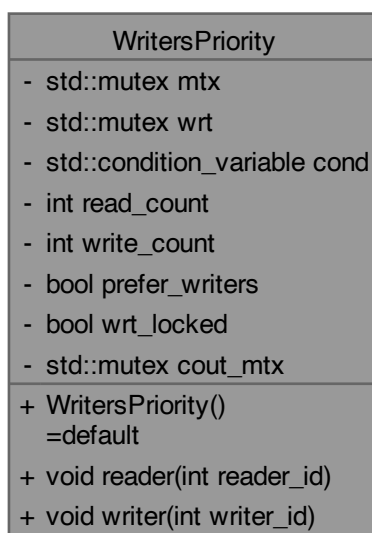 WritersPriority
- std::mutex mtx
- std::mutex wrt
- std::condition_variable cond
- int read_count
- int write_count
- bool prefer_writers
- bool wrt_locked
- std::mutex cout_mtx
+ WritersPriority()
=default
+ void reader(int reader_id)
+ void writer(int writer_id)